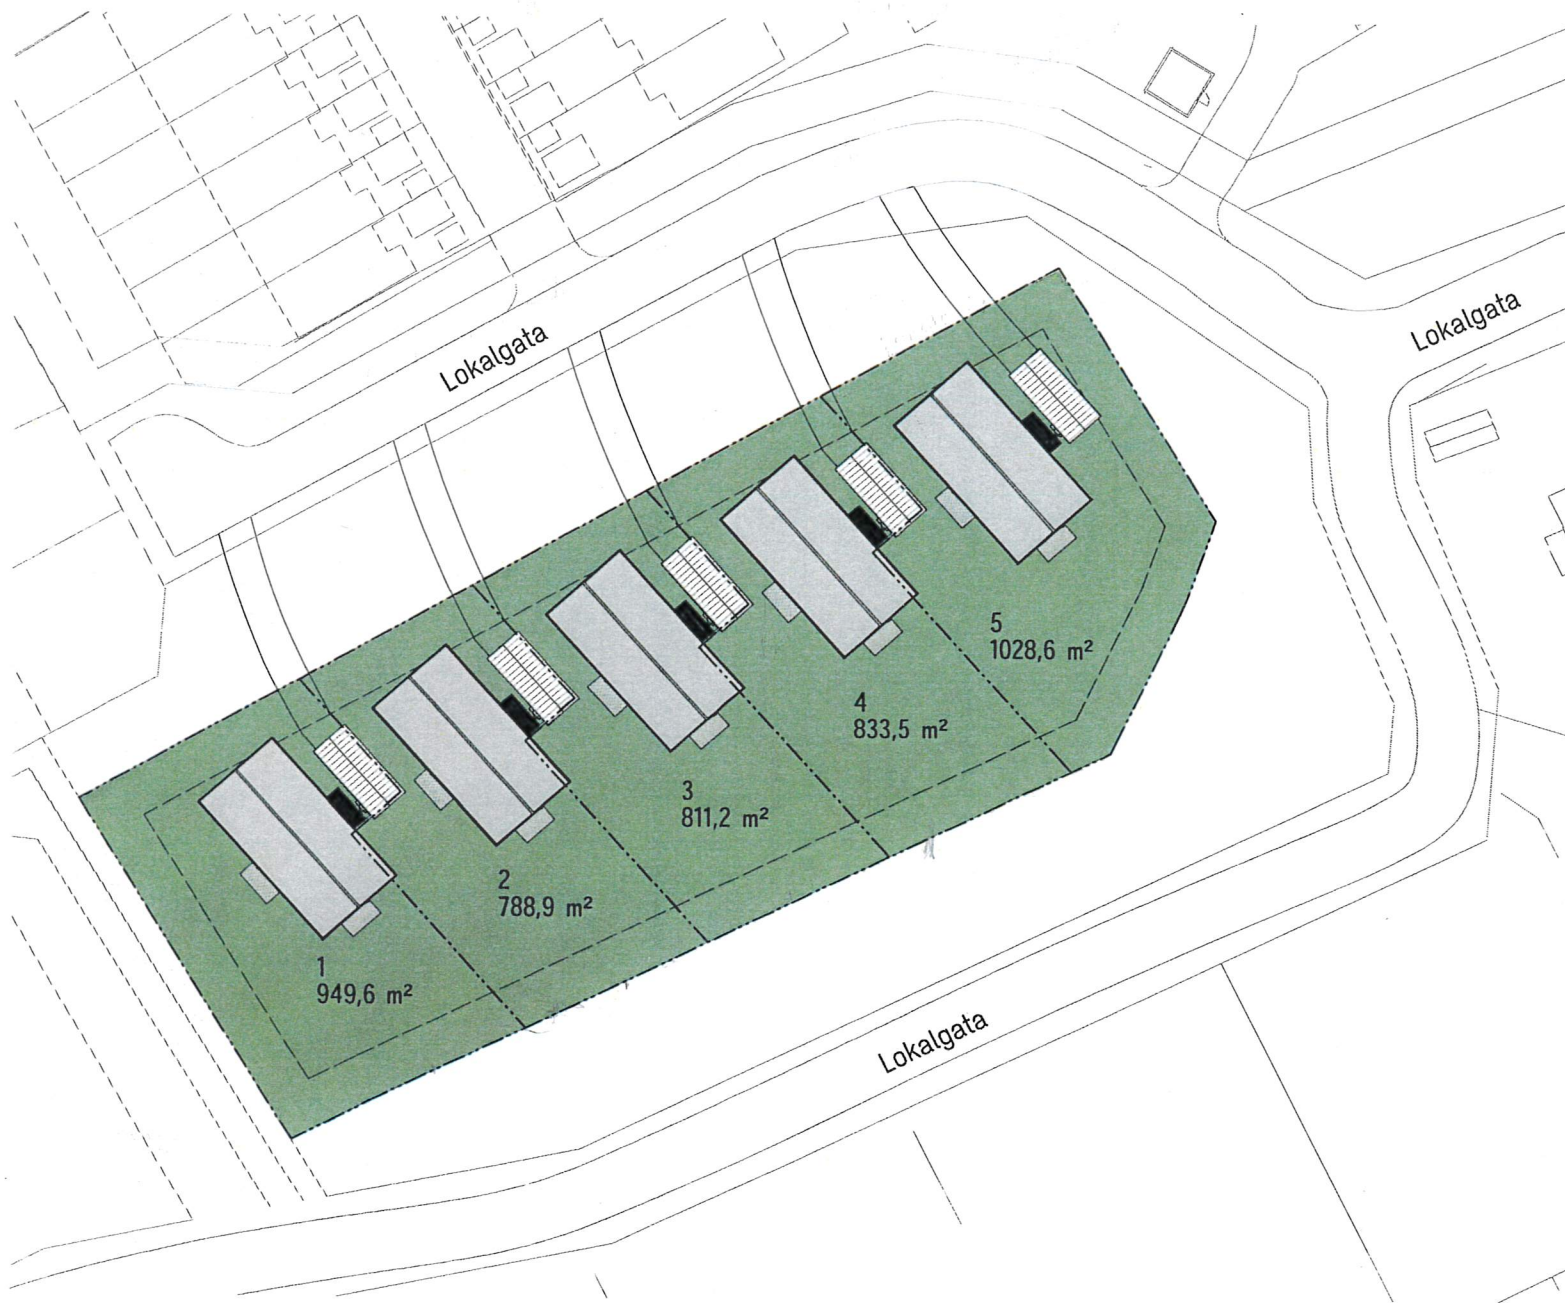 Lokalgata
Lokalgata
5
1028,6 m²
4
833,5 m²
3
811,2 m²
2
788,9 m²
1
949,6 m²
Lokalgata